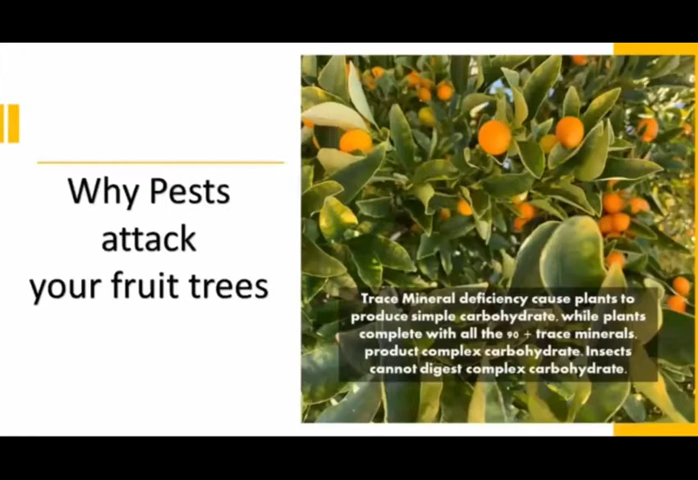 Why Pests
attack
your fruit trees
Trace Mineral deficiency cause plants to
produce simple carbohydrate, while plants
complete with all the 90 + trace minerals,
product complex carbohydrate. Insects
cannot digest complex carbohydrate.